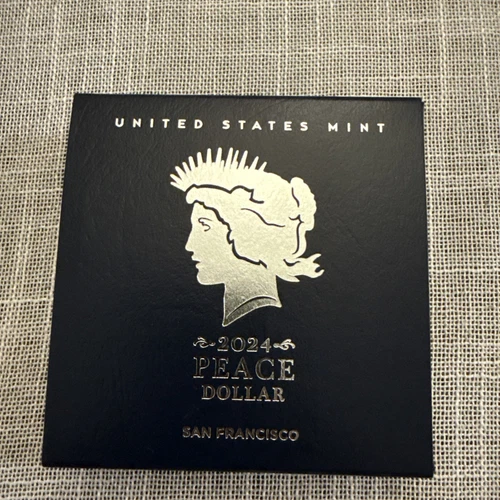 UNITED STATES MINT
2024
PEACE
DOLLAR
SAN FRANCISCO